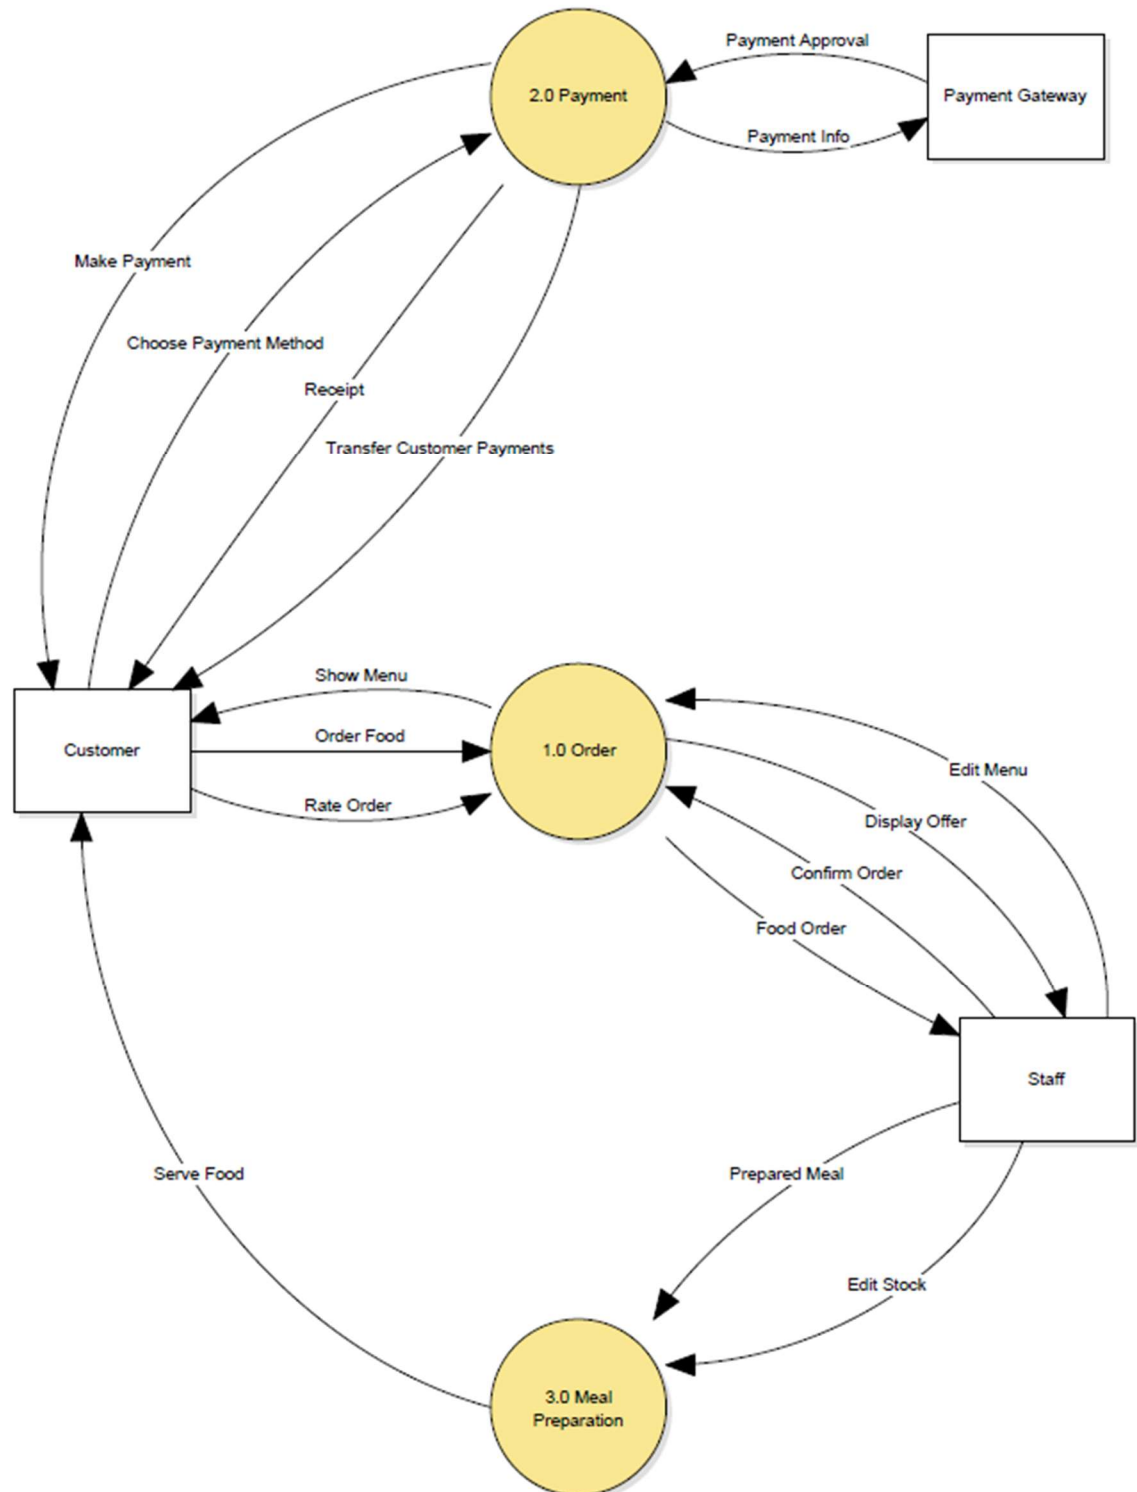 Payment Approval
2.0 Payment
Payment Gateway
Payment Info
Make Payment
Choose Payment Method
Receipt
Transfer Customer Payments
Show Menu
Order Food
Customer
1.0 Order
Edit Menu
Rate Order
Display Offer
Confirm Order
Food Order
Staff
Serve Food
Prepared Meal
Edit Stock
3.0 Meal
Preparation